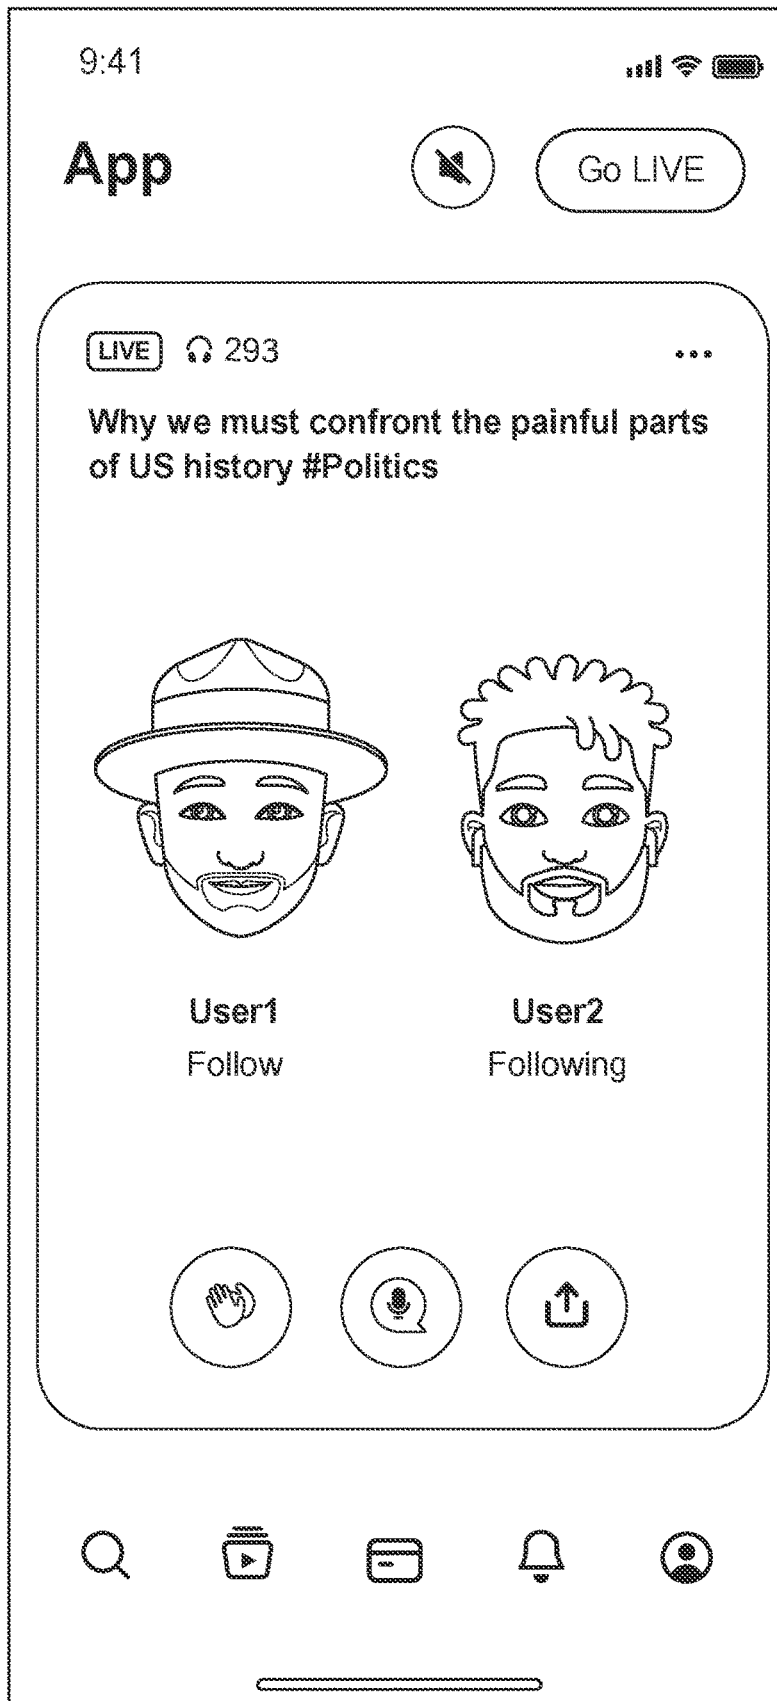 9:41
App
Go LIVE
LIVE 293
Why we must confront the painful parts
of US history #Politics
User1 User2
Follow Following